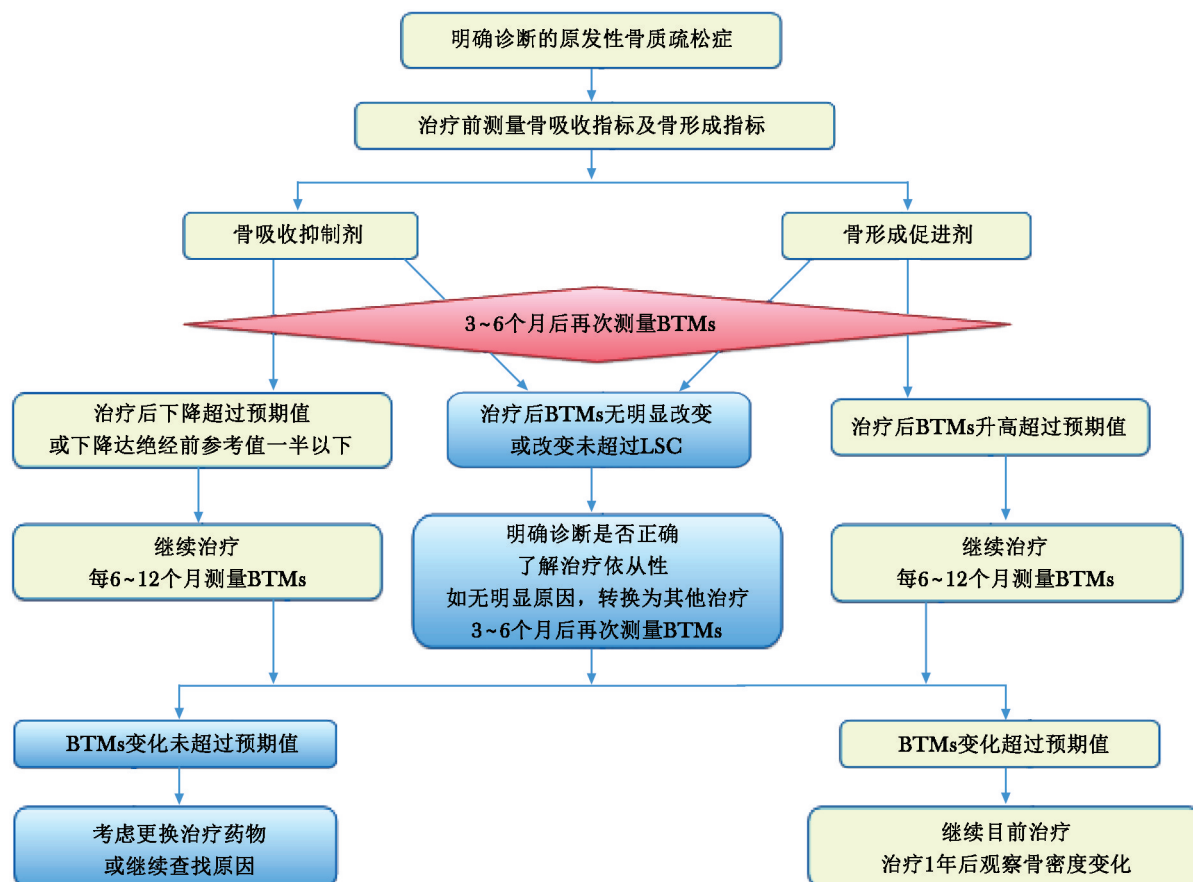 明确诊断的原发性骨质疏松症
治疗前测量骨吸收指标及骨形成指标
骨吸收抑制剂
骨形成促进剂
3~6个月后再次测量BTMs
治疗后下降超过预期值
或下降达绝经前参考值一半以下
治疗后BTMs无明显改变
或改变未超过LSC
治疗后BTMs升高超过预期值
继续治疗
每6~12个月测量BTMs
明确诊断是否正确
了解治疗依从性
如无明显原因，转换为其他治疗
3~6个月后再次测量BTMs
继续治疗
每6~12个月测量BTMs
BTMs变化未超过预期值
BTMs变化超过预期值
考虑更换治疗药物
或继续查找原因
继续目前治疗
治疗1年后观察骨密度变化